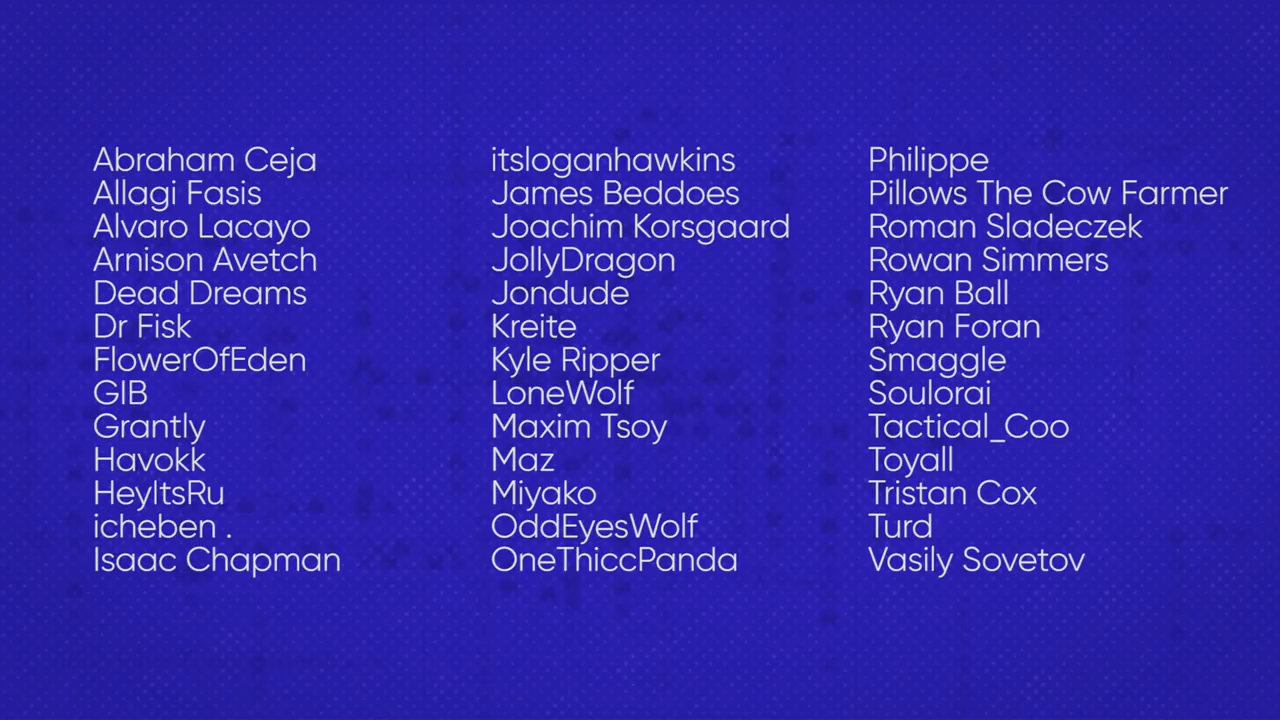 Abraham Ceja
Allagi Fasis
Alvaro Lacayo
Arnison Avetch
Dead Dreams
Dr Fisk
FlowerOfEden
GIB
Grantly
Havokk
HeyItsRu
icheben .
Isaac Chapman
itsloganhawkins
James Beddoes
Joachim Korsgaard
JollyDragon
Jondude
Kreite
Kyle Ripper
LoneWolf
Maxim Tsoy
Maz
Miyako
OddEyesWolf
OneThiccPanda
Philippe
Pillows The Cow Farmer
Roman Sladeczek
Rowan Simmers
Ryan Ball
Ryan Foran
Smaggle
Soulorai
Tactical_Coo
Toyall
Tristan Cox
Turd
Vasily Sovetov